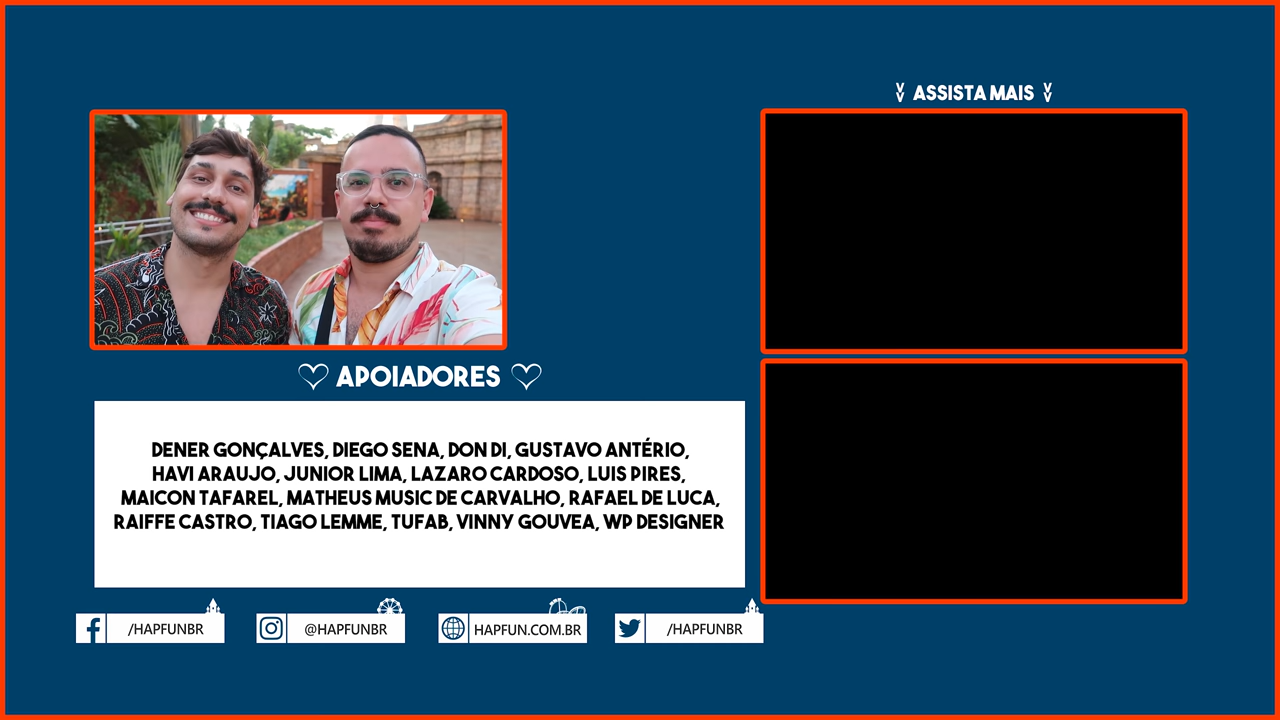 ASSISTA MAIS
APOIADORES
DENER GONÇALVES, DIEGO SENA, DON DI, GUSTAVO ANTÉRIO,
HAVI ARAUJO, JUNIOR LIMA, LAZARO CARDOSO, LUIS PIRES,
MAICON TAFAREL, MATHEUS MUSIC DE CARVALHO, RAFAEL DE LUCA,
RAIFFE CASTRO, TIAGO LEMME, TUFAB, VINNY GOUVEA, WP DESIGNER
/HAPFUNBR
@HAPFUNBR
HAPFUN.COM.BR
/HAPFUNBR